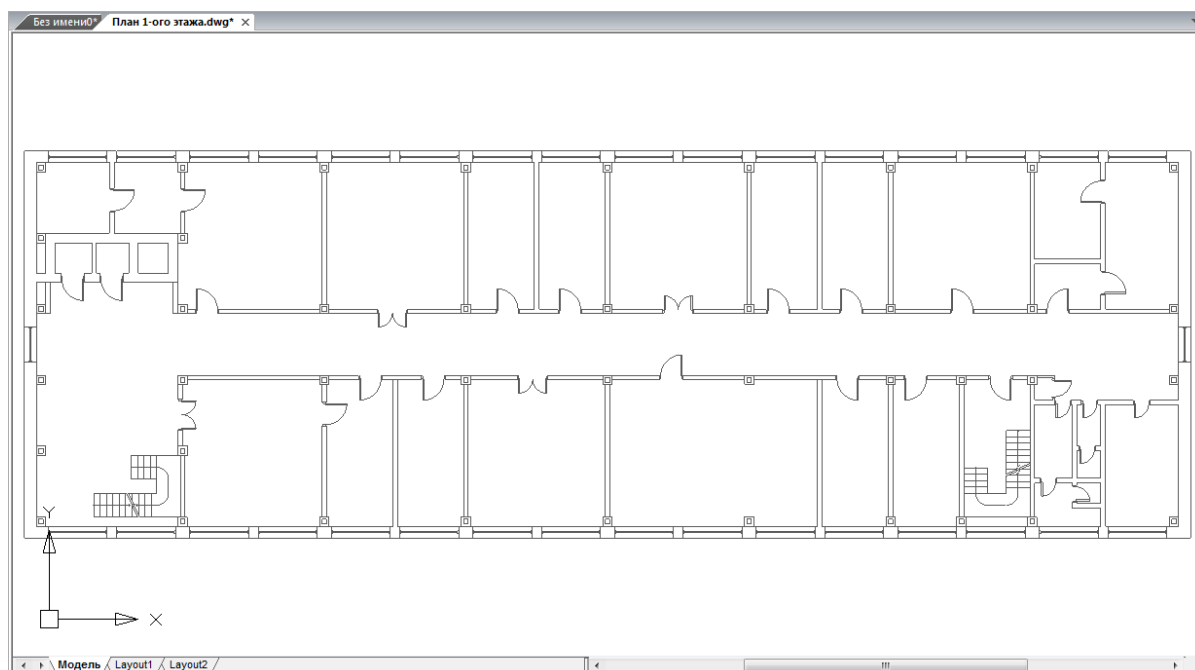 Без имени0*
План 1-ого этажа.dwg*
Y
X
Модель Layout1 Layout2